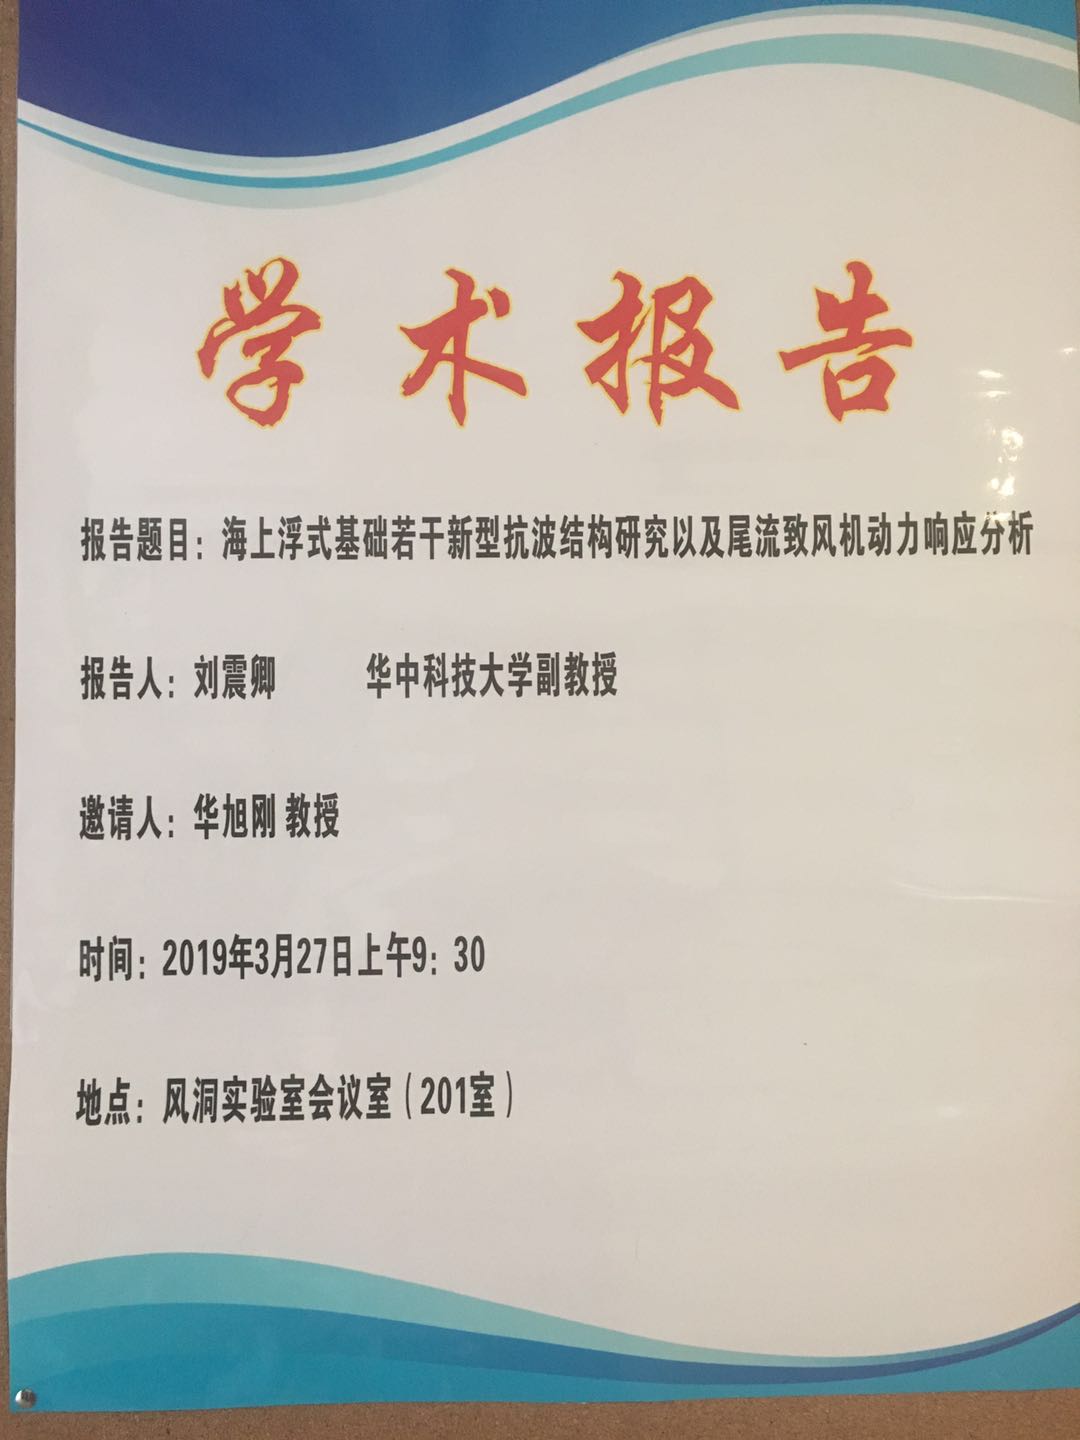 学术报告
报告题目：海上浮式基础若干新型抗波结构研究以及尾流致风机动力响应分析
报告人：刘震卿 华中科技大学副教授
邀请人：华旭刚 教授
时间：2019年3月27日上午9：30
地点：风洞实验室会议室（201室）